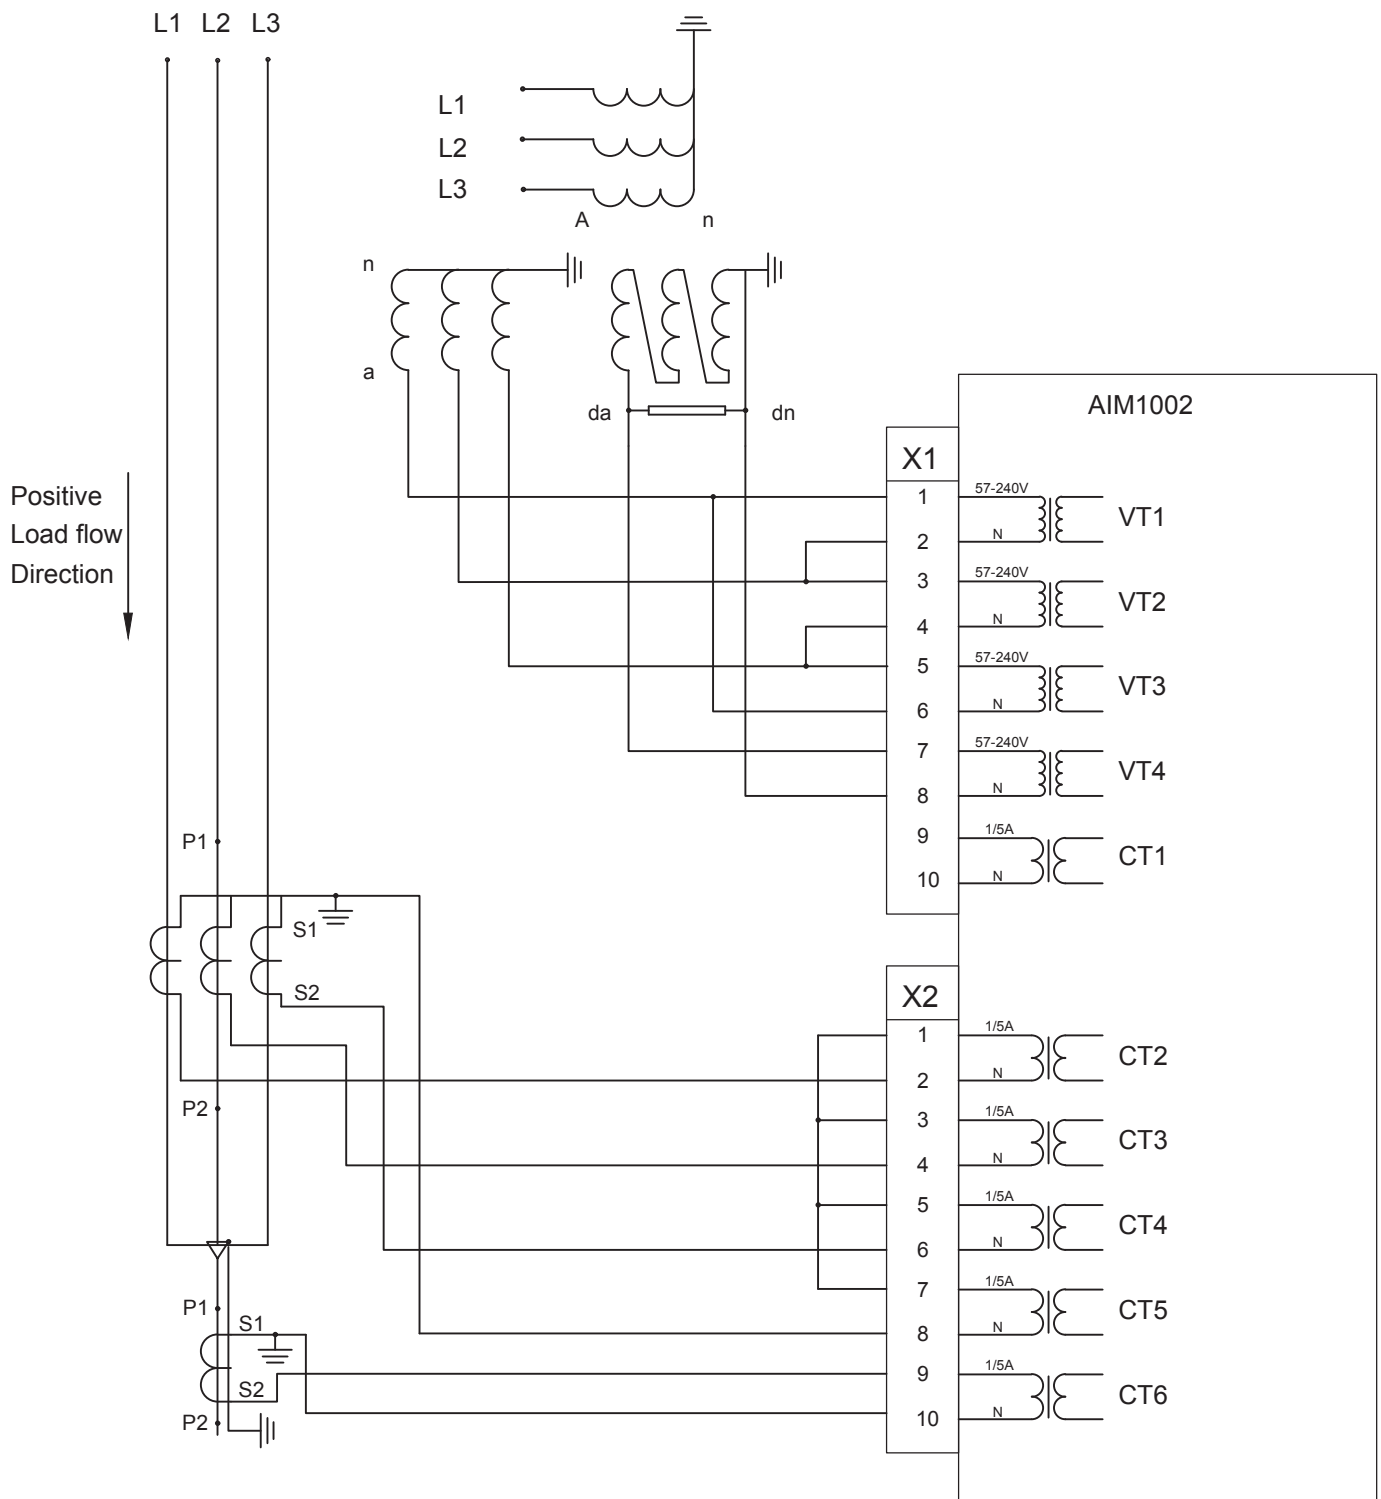 L1 L2 L3
L1
L2
L3
A n
n
a
da dn
AIM1002
Positive
Load flow
Direction
X1
1 57-240V VT1
2 N
3 57-240V VT2
4 N
5 57-240V VT3
6 N
7 57-240V VT4
8 N
9 1/5A CT1
10 N
P1
S1
S2
P2
X2
1 1/5A CT2
2 N
3 1/5A CT3
4 N
5 1/5A CT4
6 N
7 1/5A CT5
8 N
9 1/5A CT6
10 N
P1
S1
S2
P2